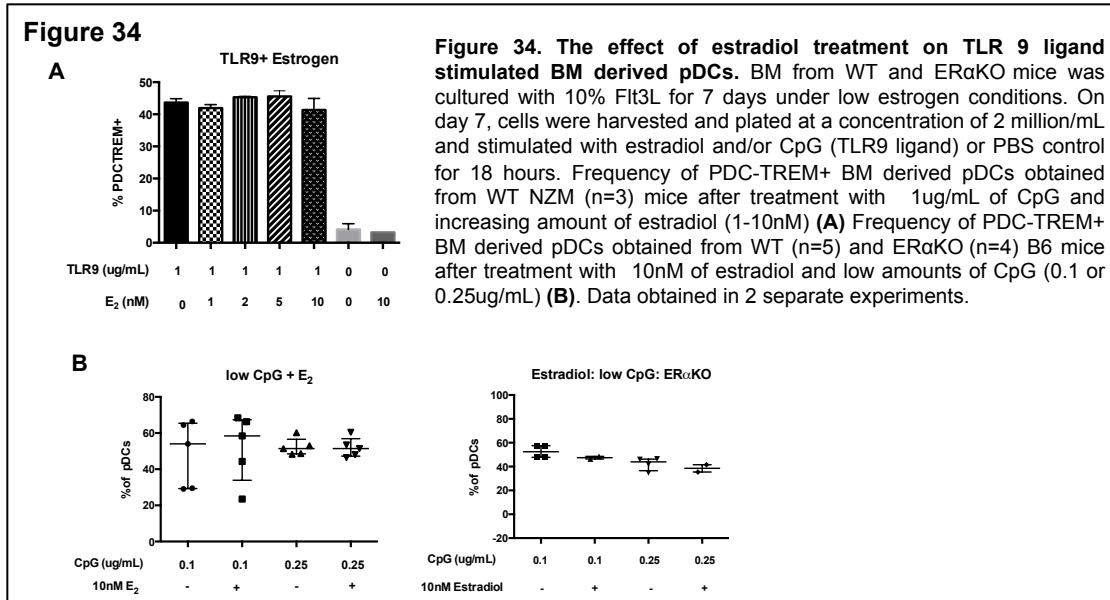 Figure 34
A
TLR9+ Estrogen
50
40
30
20
10
0
% PDCTREM+
TLR9 (ug/mL) 1 1 1 1 1 0 0
E2 (nM) 0 1 2 5 10 0 10
Figure 34. The effect of estradiol treatment on TLR 9 ligand
stimulated BM derived pDCs. BM from WT and ERαKO mice was
cultured with 10% Flt3L for 7 days under low estrogen conditions. On
day 7, cells were harvested and plated at a concentration of 2 million/mL
and stimulated with estradiol and/or CpG (TLR9 ligand) or PBS control
for 18 hours. Frequency of PDC-TREM+ BM derived pDCs obtained
from WT NZM (n=3) mice after treatment with 1ug/mL of CpG and
increasing amount of estradiol (1-10nM) (A) Frequency of PDC-TREM+
BM derived pDCs obtained from WT (n=5) and ERαKO (n=4) B6 mice
after treatment with 10nM of estradiol and low amounts of CpG (0.1 or
0.25ug/mL) (B). Data obtained in 2 separate experiments.
B
low CpG + E2
80
60
40
20
0
%of pDCs
CpG (ug/mL) 0.1 0.1 0.25 0.25
10nM E2 - + - +
Estradiol: low CpG: ERαKO
100
80
60
40
20
0
-20
%of pDCs
CpG (ug/mL) 0.1 0.1 0.25 0.25
10nM Estradiol - + - +